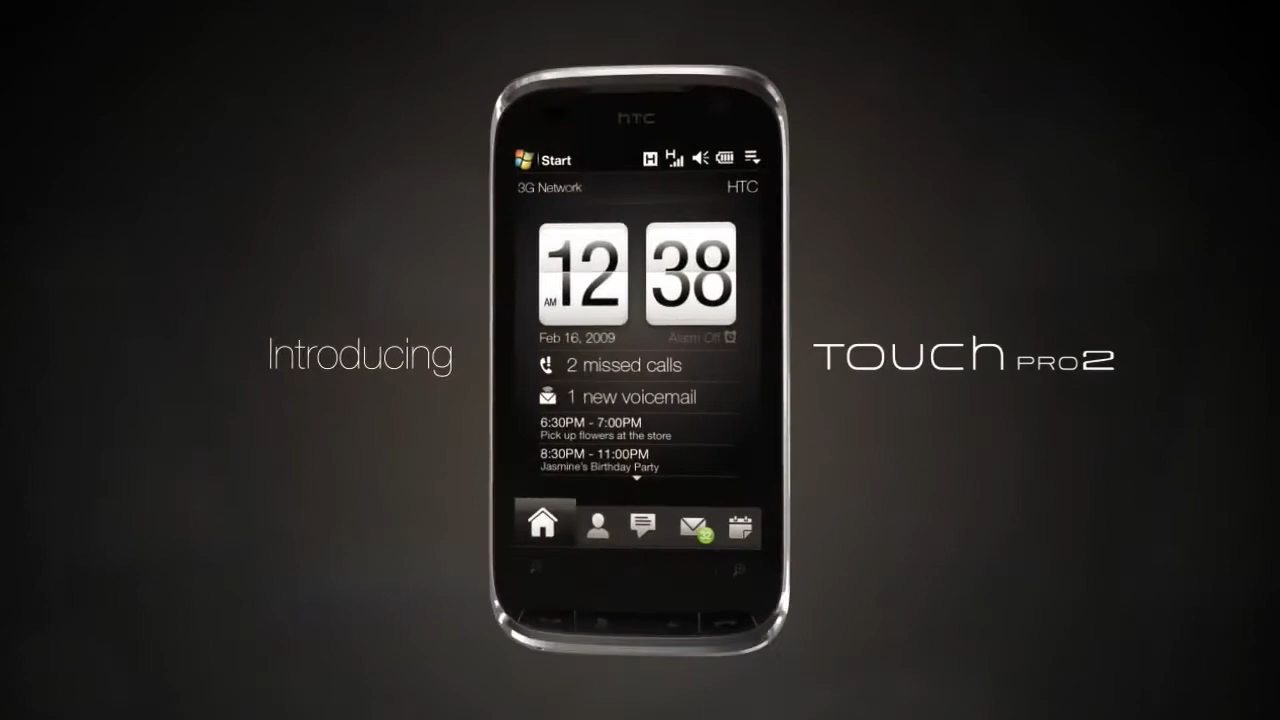 hTC
Start
3G Network
HTC
12
AM
38
Feb 16, 2009
Alarm Off
2 missed calls
1 new voicemail
6:30PM - 7:00PM
Pick up flowers at the store
8:30PM - 11:00PM
Jasmine's Birthday Party
32
Introducing
TOUCh PRO2